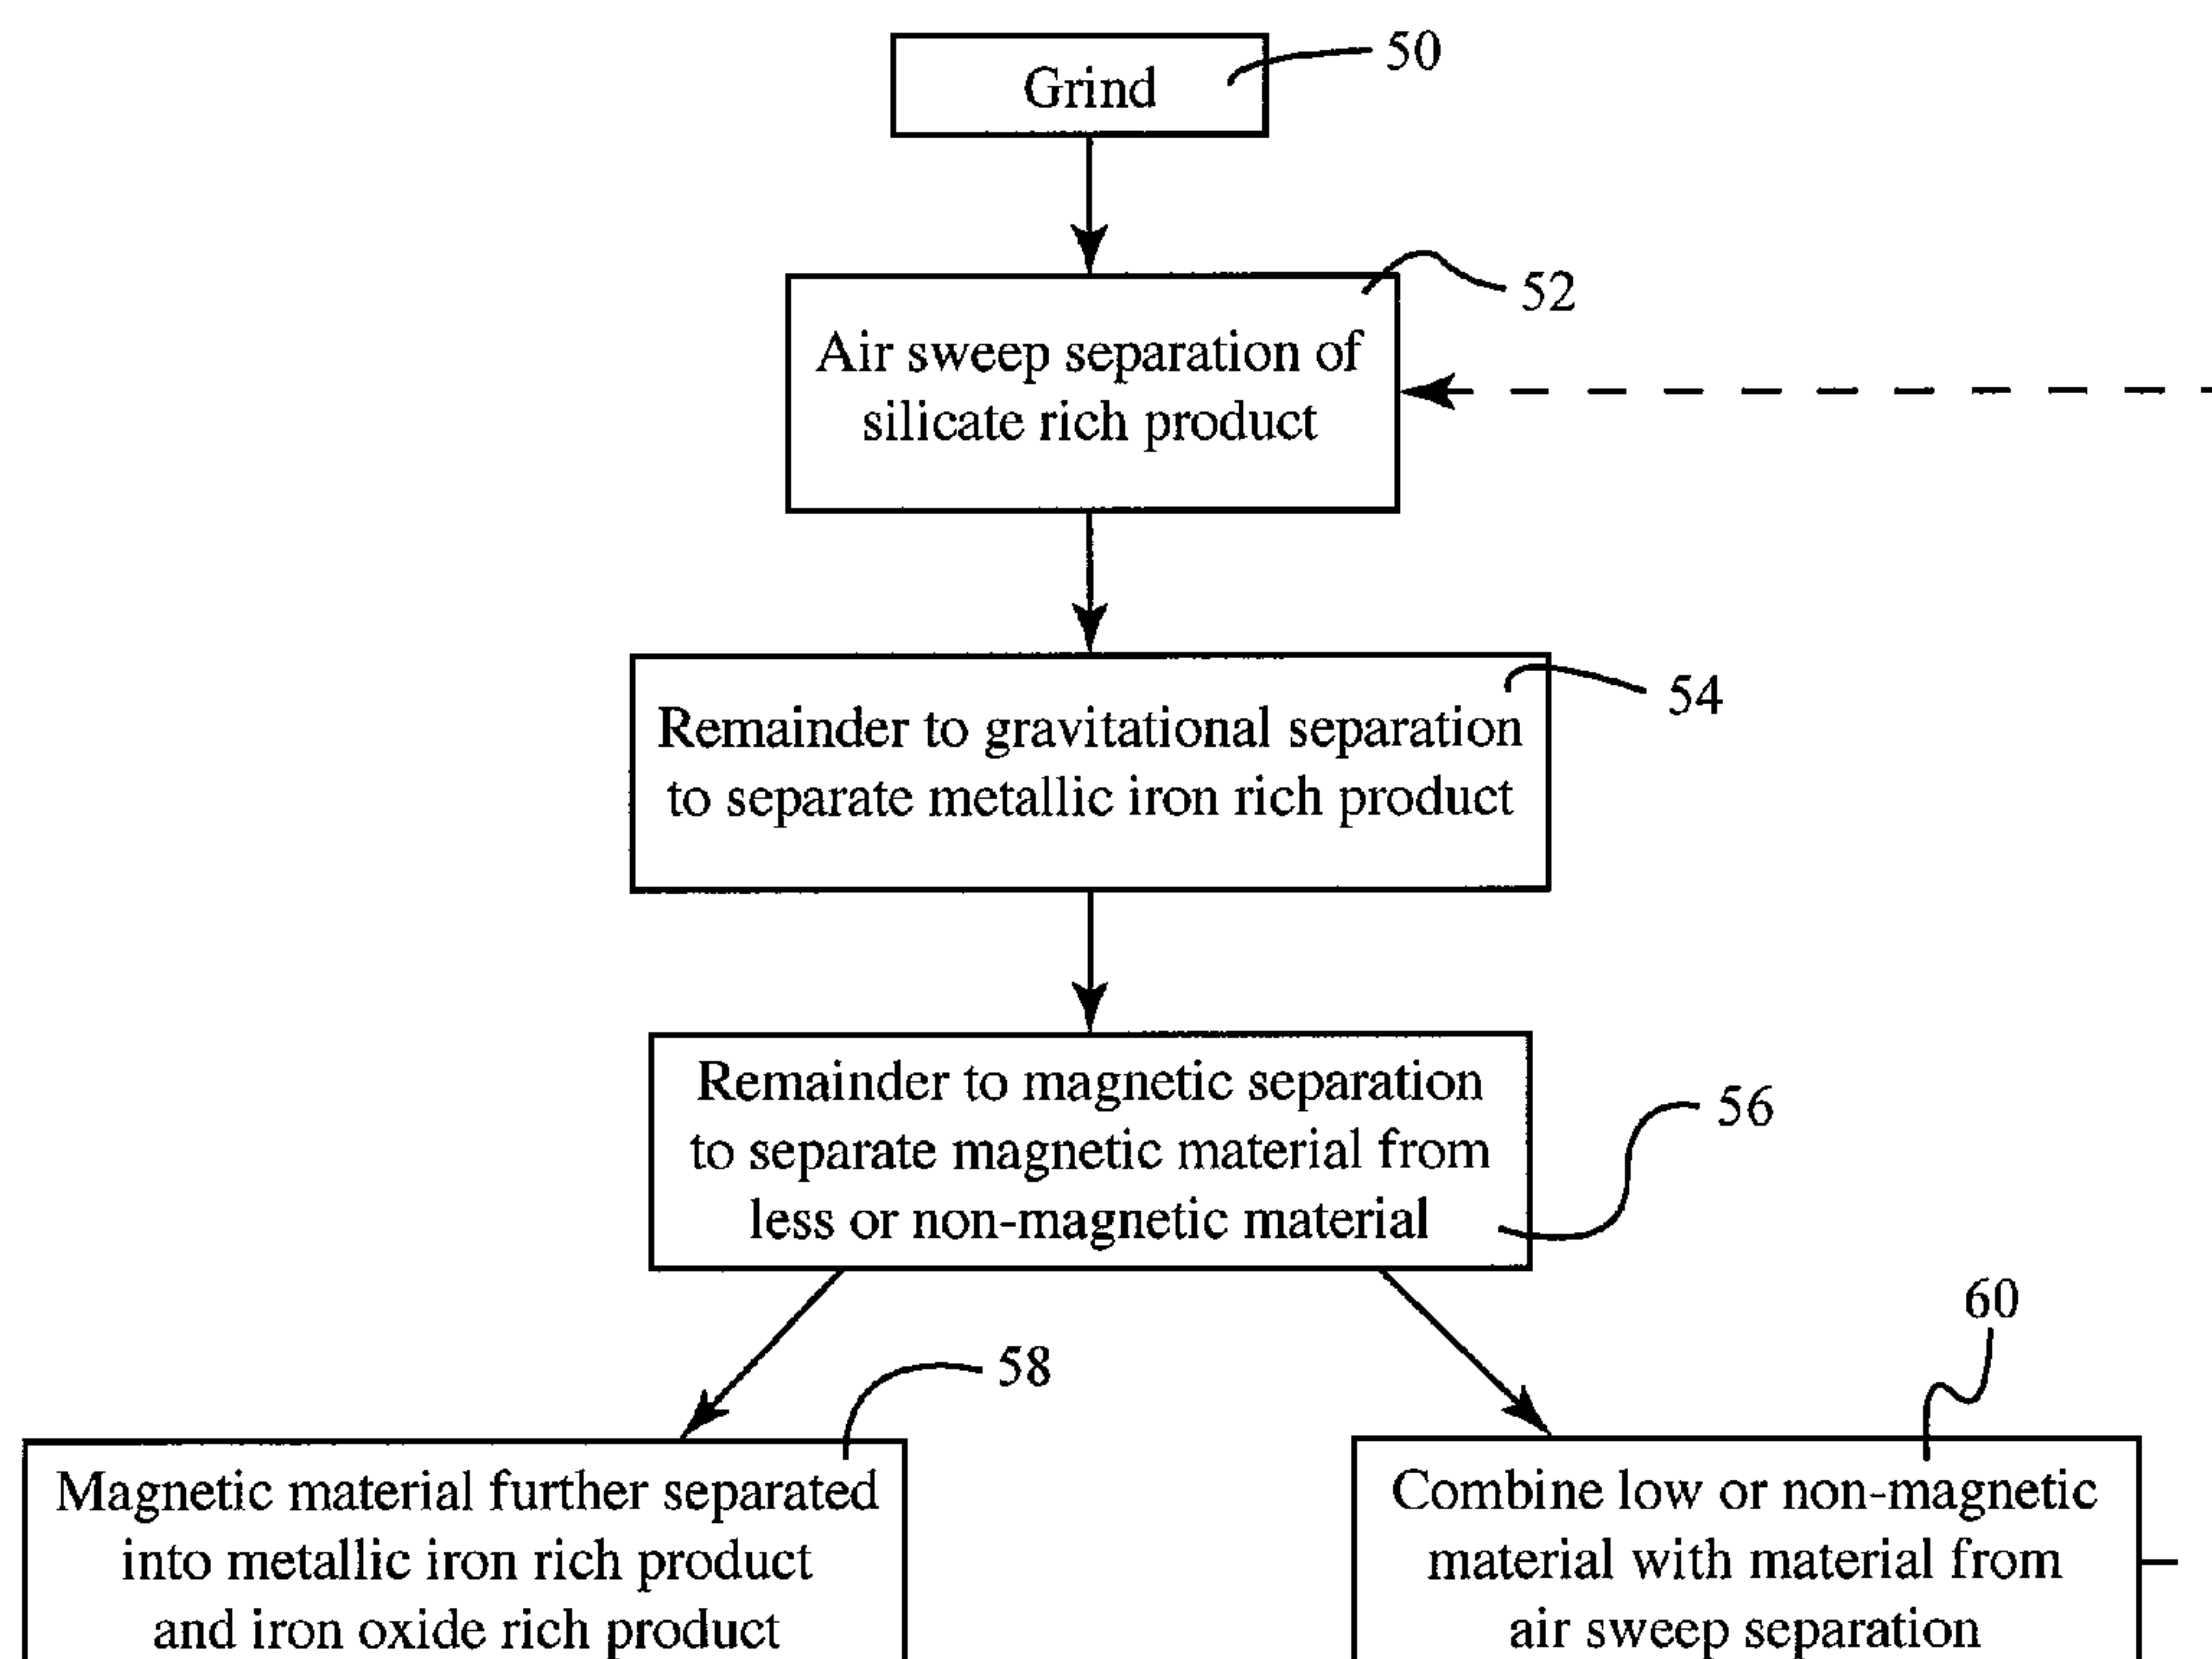 Grind
50
52
Air sweep separation of
silicate rich product
54
Remainder to gravitational separation
to separate metallic iron rich product
Remainder to magnetic separation
to separate magnetic material from
less or non-magnetic material
56
58
60
Magnetic material further separated
into metallic iron rich product
and iron oxide rich product
Combine low or non-magnetic
material with material from
air sweep separation